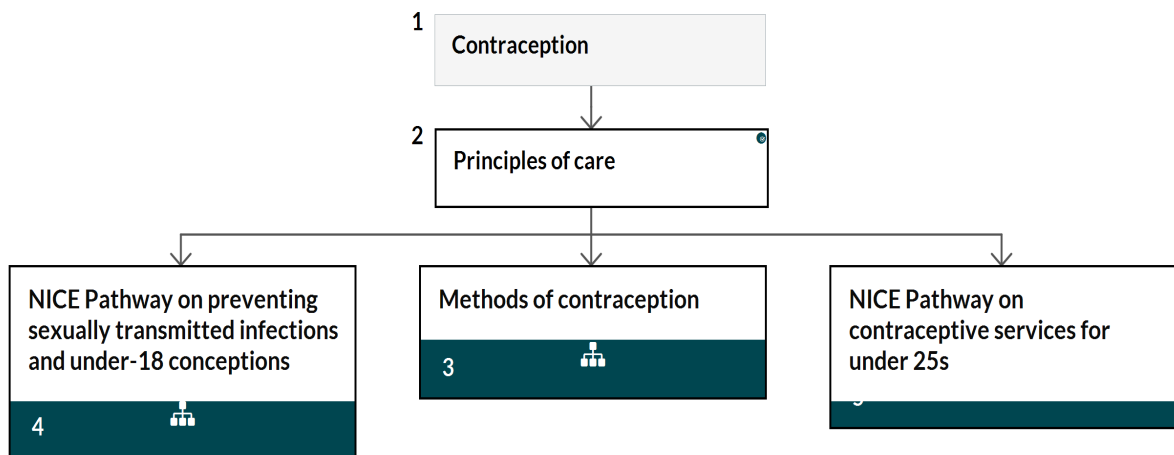 1
Contraception
2
Principles of care
NICE Pathway on preventing
sexually transmitted infections
and under-18 conceptions
4
Methods of contraception
3
NICE Pathway on
contraceptive services for
under 25s